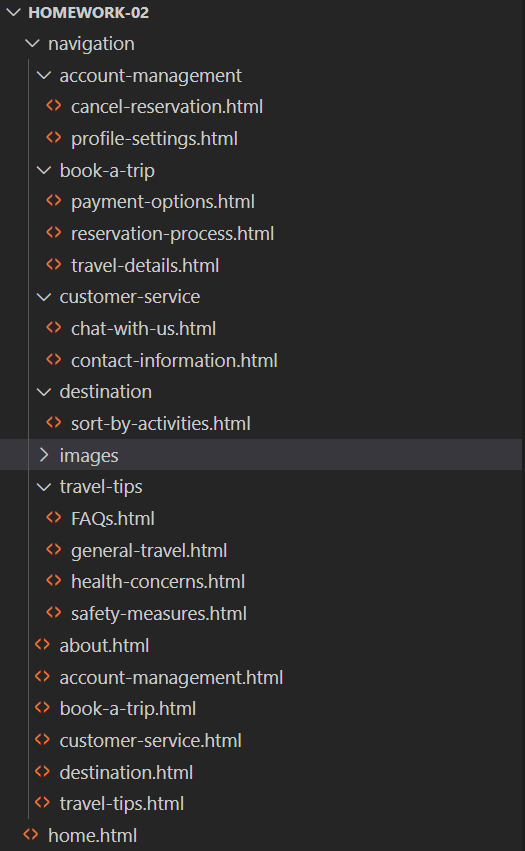 HOMEWORK-02
navigation
account-management
cancel-reservation.html
profile-settings.html
book-a-trip
payment-options.html
reservation-process.html
travel-details.html
customer-service
chat-with-us.html
contact-information.html
destination
sort-by-activities.html
images
travel-tips
FAQs.html
general-travel.html
health-concerns.html
safety-measures.html
about.html
account-management.html
book-a-trip.html
customer-service.html
destination.html
travel-tips.html
home.html